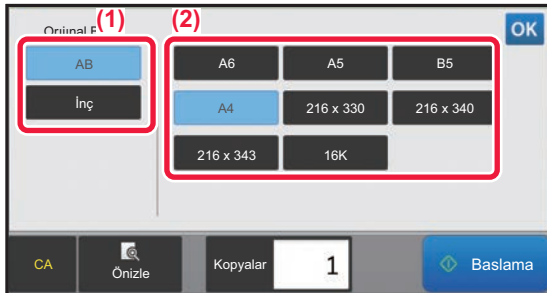 Orijinal
(1)
(2)
OK
AB
İnç
A6
A5
B5
A4
216 x 330
216 x 340
216 x 343
16K
CA
Önizle
Kopyalar
1
Baslama